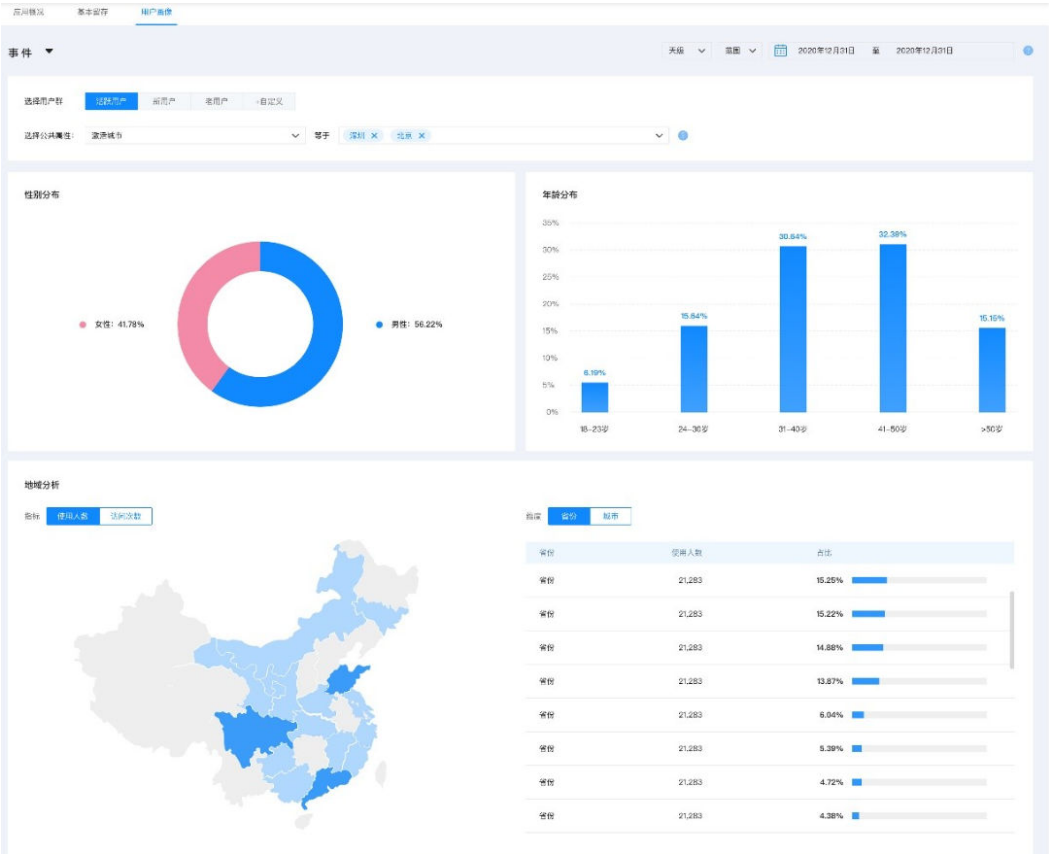 应用概况 基本留存 用户画像
事件
天级 范围 2020年12月31日 至 2020年12月31日
选择用户群 活跃用户 新用户 老用户 +自定义
选择公共属性: 激活城市 等于 深圳 × 北京 ×
性别分布
女性: 41.78%
男性: 56.22%
年龄分布
35%
30%
25%
20%
15%
10%
5%
0%
6.19%
15.64%
30.64%
32.38%
15.15%
18-23岁 24-30岁 31-40岁 41-50岁 >50岁
地域分析
指标 使用人数 访问次数
维度 省份 城市
省份 使用人数 占比
省份 21,283 15.25%
省份 21,283 15.22%
省份 21,283 14.88%
省份 21,283 13.87%
省份 21,283 6.94%
省份 21,283 5.39%
省份 21,283 4.72%
省份 21,283 4.38%